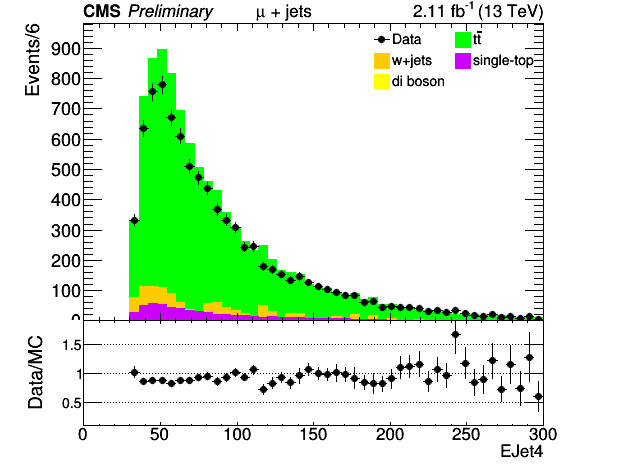 CMS Preliminary μ + jets 2.11 fb⁻¹ (13 TeV)
Events/6
900
800
700
600
500
400
300
200
100
0
Data
tt̄
w+jets
single-top
di boson
Data/MC
1.5
1
0.5
0 50 100 150 200 250 300
EJet4